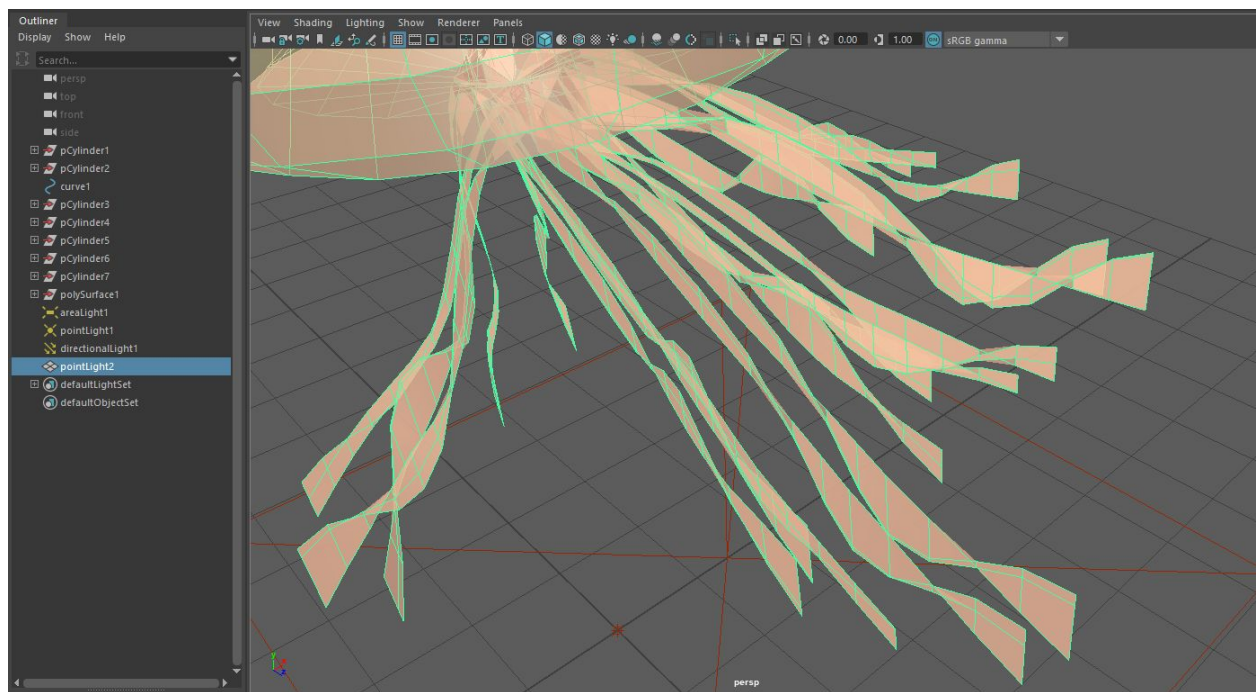 Outliner
Display Show Help
Search...
persp
top
front
side
pCylinder1
pCylinder2
curve1
pCylinder3
pCylinder4
pCylinder5
pCylinder6
pCylinder7
polySurface1
areaLight1
pointLight1
directionalLight1
pointLight2
defaultLightSet
defaultObjectSet
View Shading Lighting Show Renderer Panels
0.00 1.00 ON sRGB gamma
y
x
z
persp